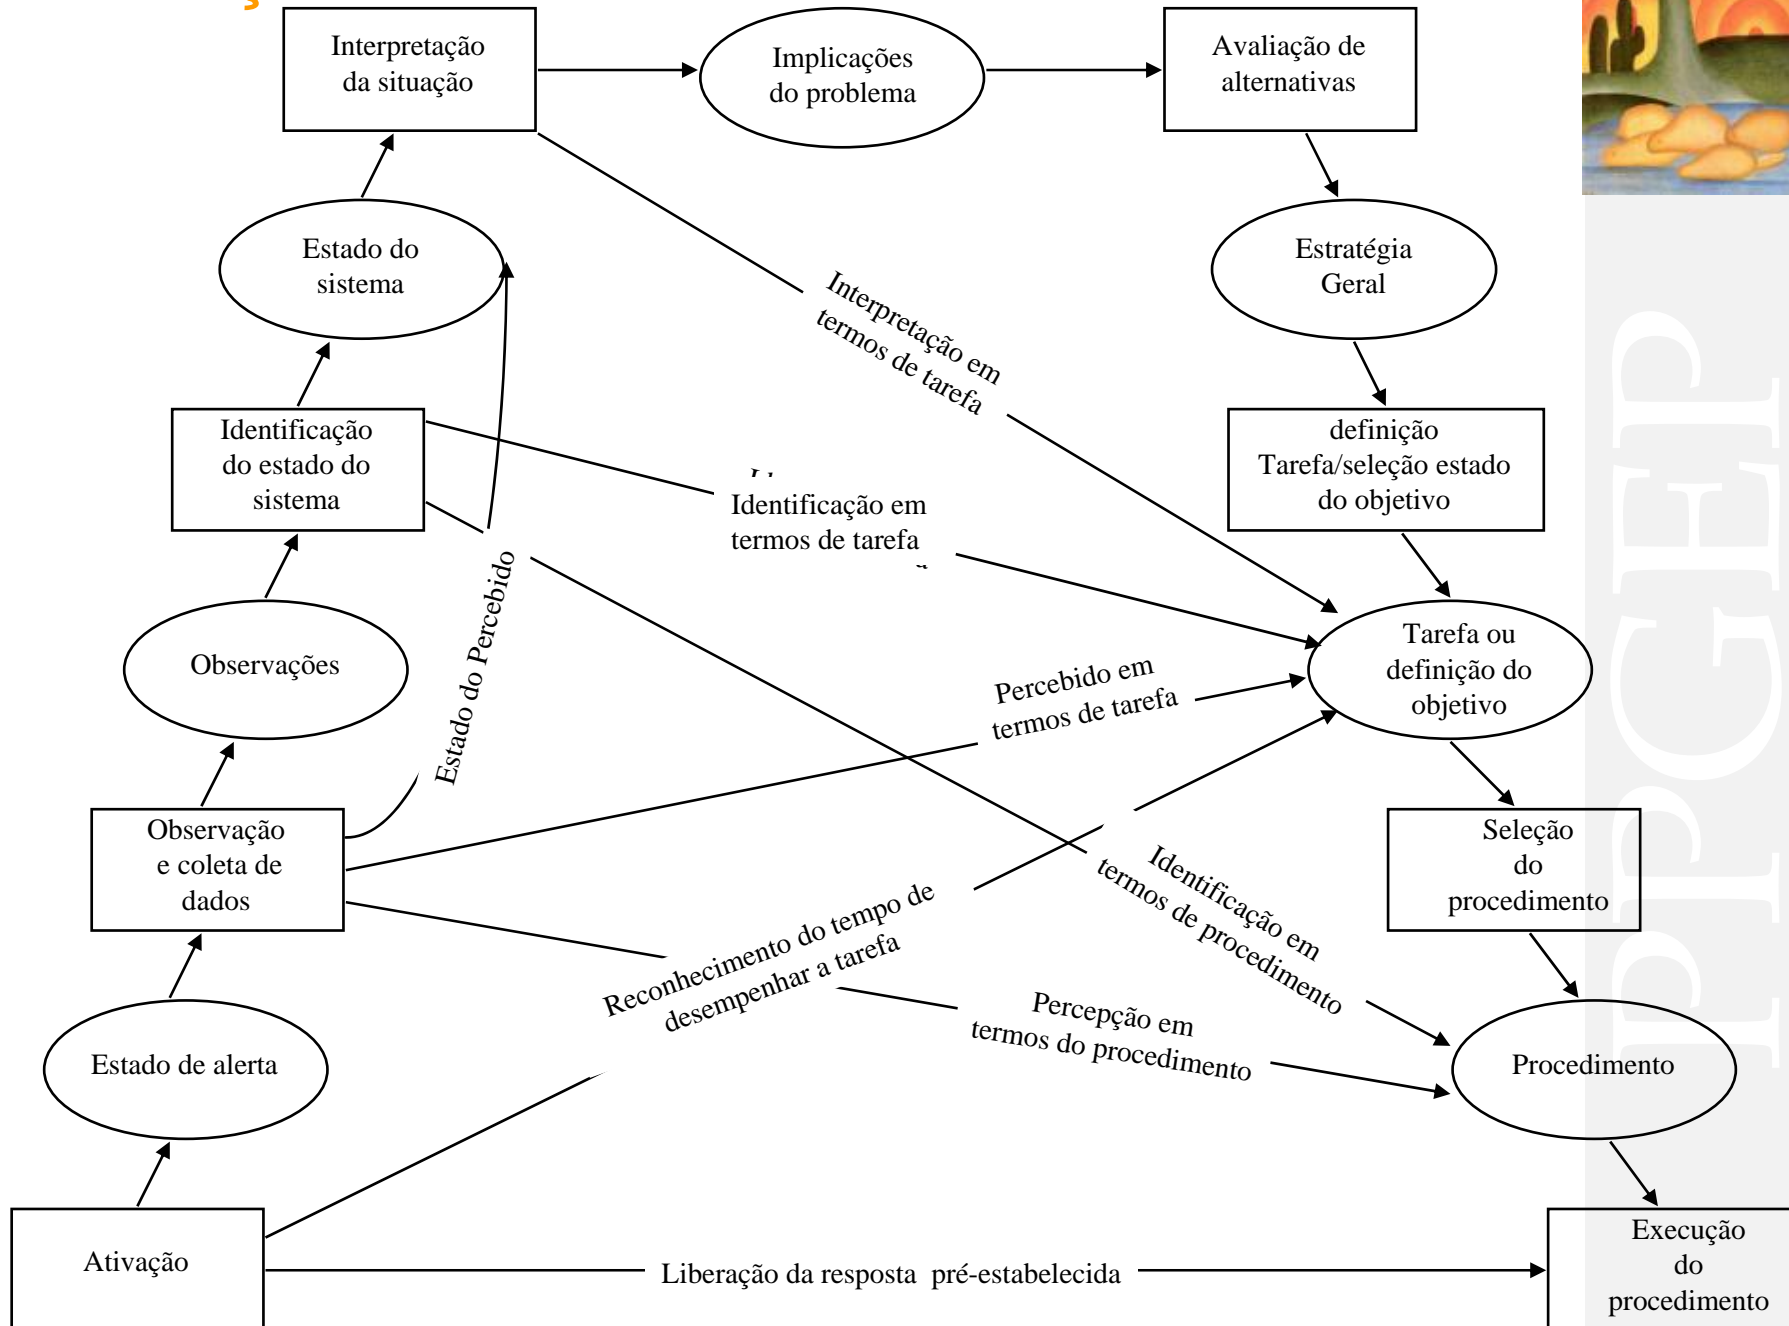 Interpretação
da situação
Implicações
do problema
Avaliação de
alternativas
Estado do
sistema
Estratégia
Geral
Interpretação em
termos de tarefa
Identificação
do estado do
sistema
definição
Tarefa/seleção estado
do objetivo
Identificação em
termos de tarefa
Estado do Percebido
Observações
Percebido em
termos de tarefa
Tarefa ou
definição do
objetivo
Observação
e coleta de
dados
Seleção
do
procedimento
Identificação em
termos de procedimento
Reconhecimento do tempo de
desempenhar a tarefa
Percepção em
termos do procedimento
Estado de alerta
Procedimento
Ativação
Liberação da resposta  pré-estabelecida
Execução
do
procedimento
PPGEP